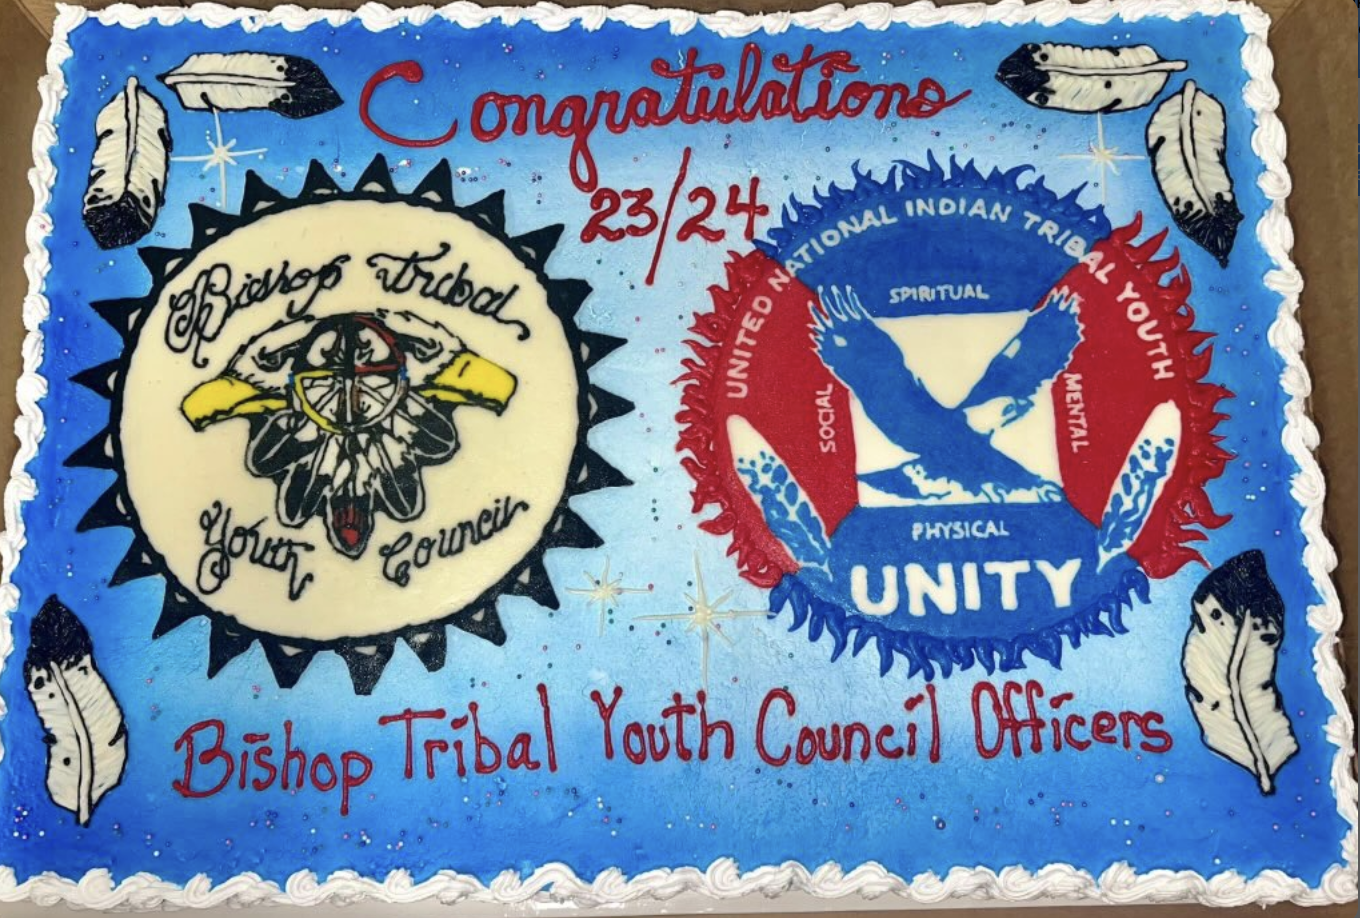 Congratulations
23/24
Bishop Tribal
Youth Council
UNITED NATIONAL INDIAN TRIBAL YOUTH
SPIRITUAL
SOCIAL
MENTAL
PHYSICAL
UNITY
Bishop Tribal Youth Council Officers